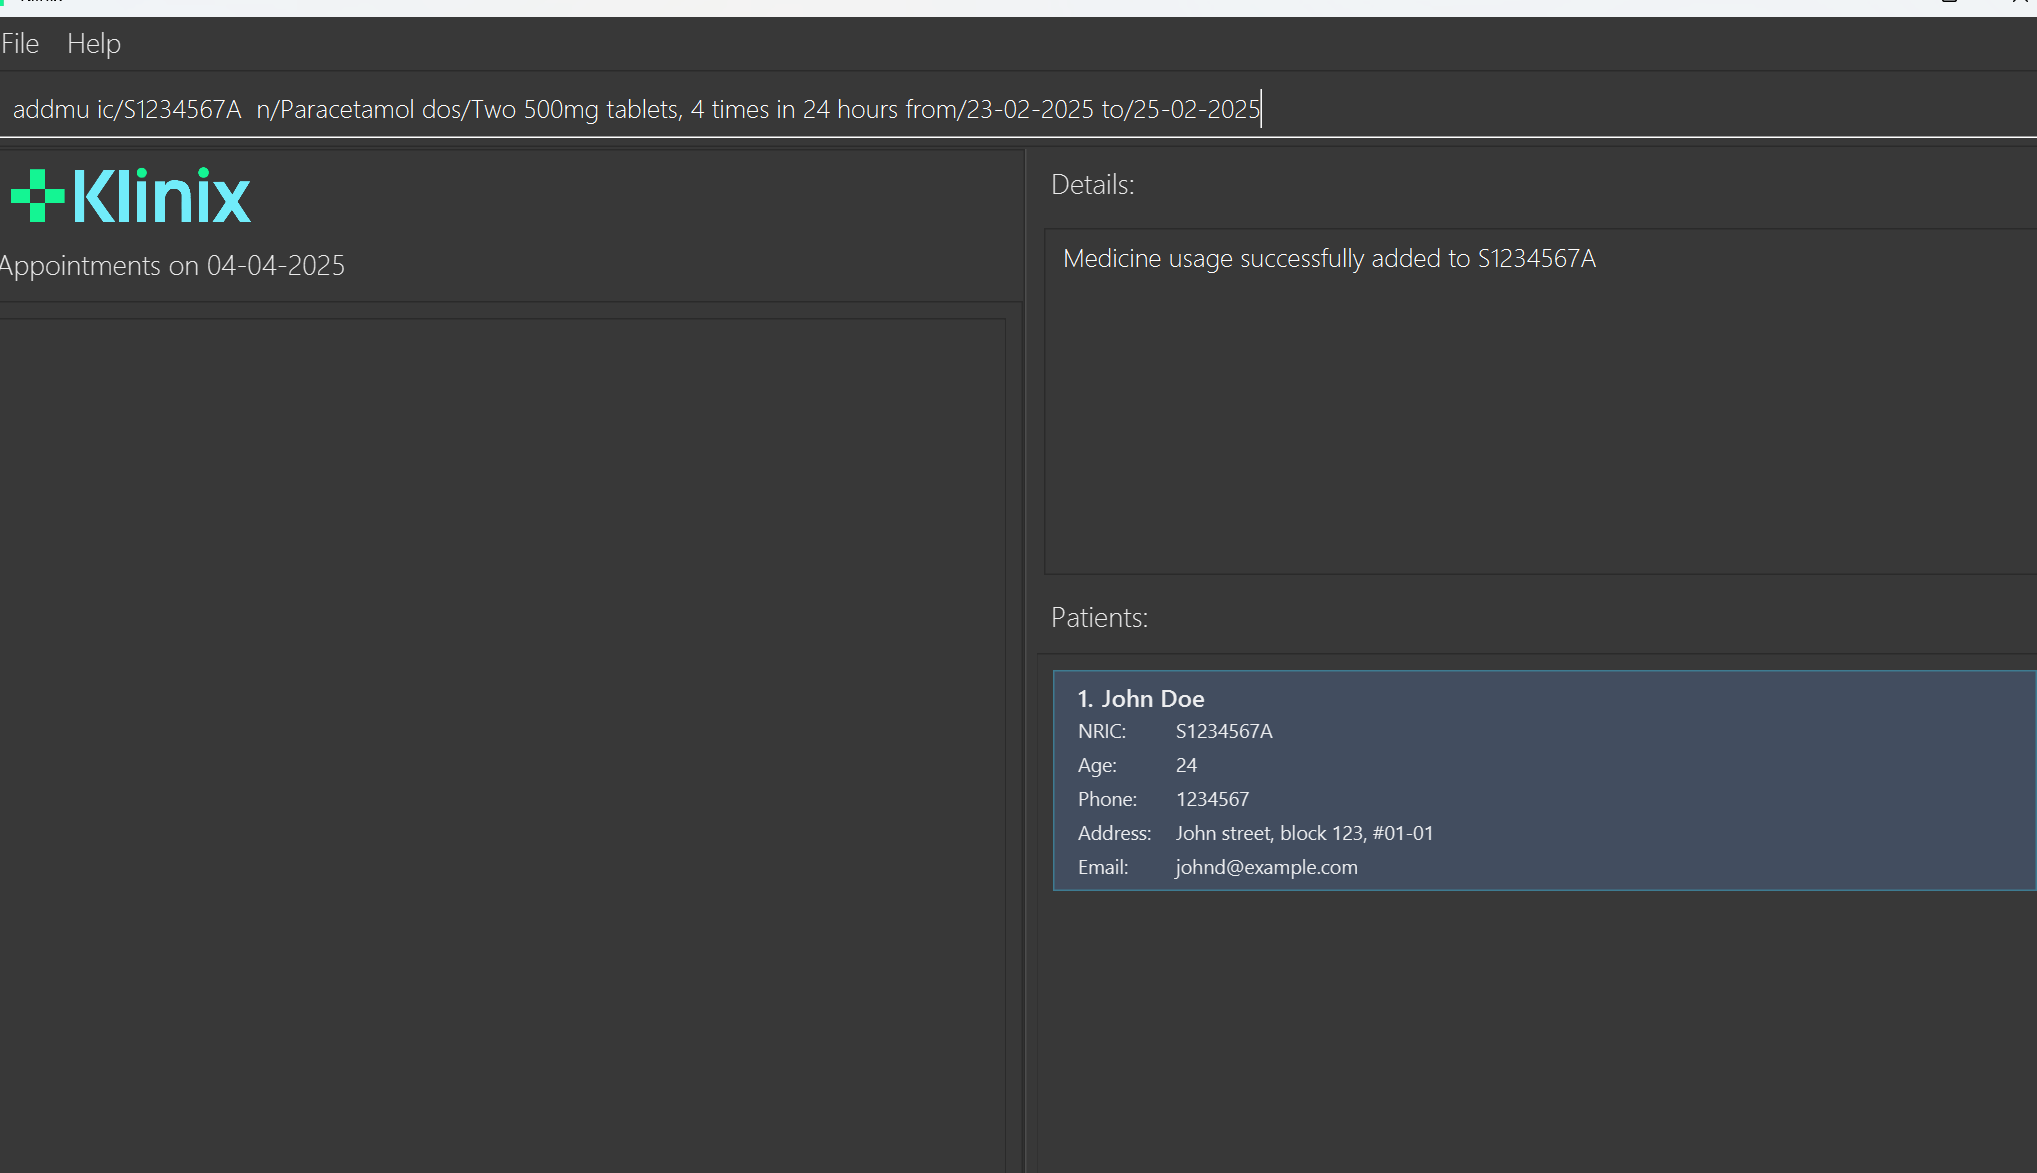 File Help
addmu ic/S1234567A  n/Paracetamol dos/Two 500mg tablets, 4 times in 24 hours from/23-02-2025 to/25-02-2025
Klinix
Appointments on 04-04-2025
Details:
Medicine usage successfully added to S1234567A
Patients:
1. John Doe
NRIC: S1234567A
Age: 24
Phone: 1234567
Address: John street, block 123, #01-01
Email: johnd@example.com